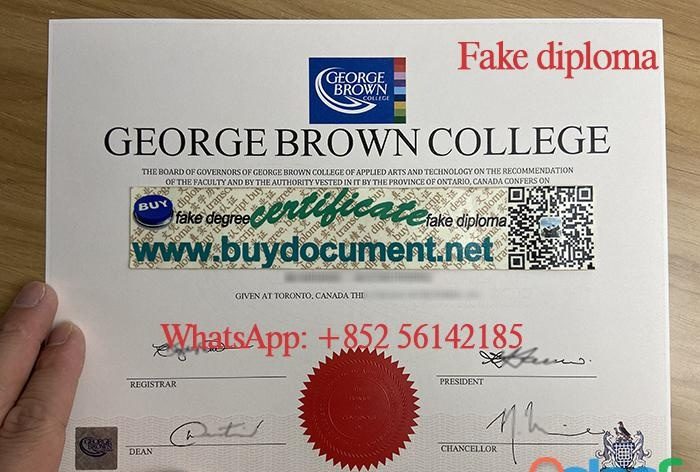 Fake diploma
GEORGE
BROWN
COLLEGE
GEORGE BROWN COLLEGE
THE BOARD OF GOVERNORS OF GEORGE BROWN COLLEGE OF APPLIED ARTS AND TECHNOLOGY ON THE RECOMMENDATION
OF THE FACULTY AND BY THE AUTHORITY VESTED IN IT BY THE PROVINCE OF ONTARIO, CANADA CONFERS ON
BUY fake degree certificate fake diploma
www.buydocument.net
GIVEN AT TORONTO, CANADA THI
WhatsApp: +852 56142185
REGISTRAR PRESIDENT
DEAN CHANCELLOR